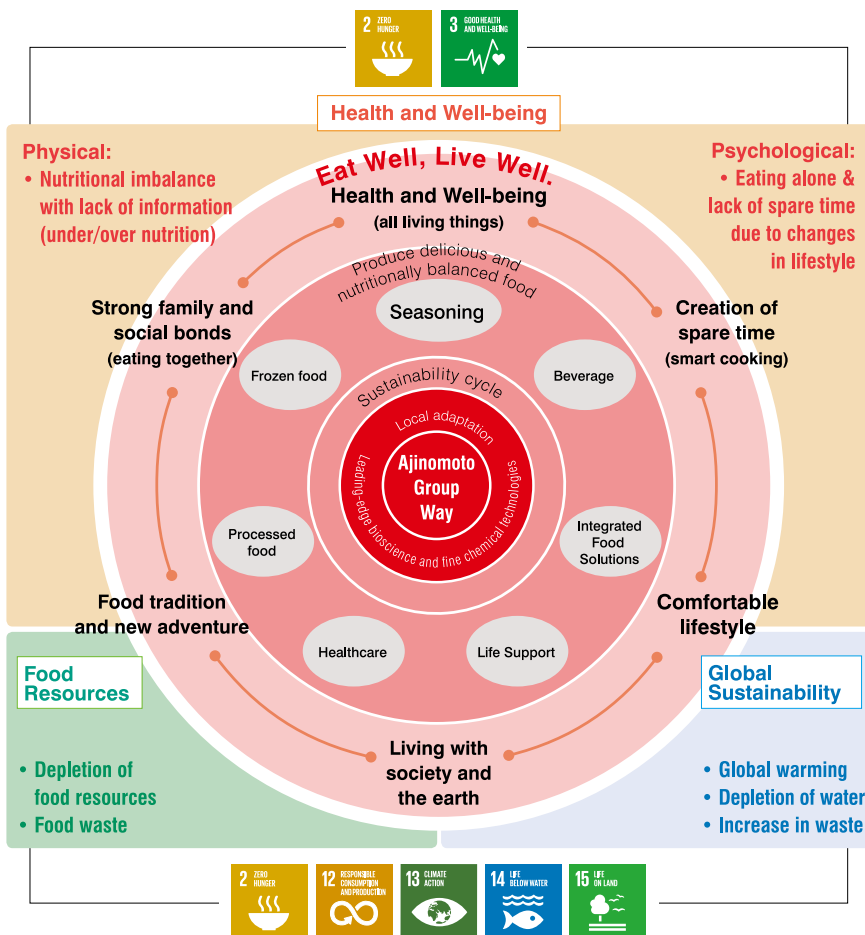 2 ZERO
HUNGER
3 GOOD HEALTH
AND WELL-BEING
Health and Well-being
Physical:
• Nutritional imbalance
with lack of information
(under/over nutrition)
Psychological:
• Eating alone &
lack of spare time
due to changes
in lifestyle
Eat Well, Live Well.
Health and Well-being
(all living things)
Produce delicious and
nutritionally balanced food
Strong family and
social bonds
(eating together)
Creation of
spare time
(smart cooking)
Seasoning
Frozen food
Beverage
Sustainability cycle
Local adaptation
Ajinomoto
Group
Way
Leading-edge bioscience and fine chemical technologies
Processed
food
Integrated
Food
Solutions
Food tradition
and new adventure
Comfortable
lifestyle
Healthcare
Life Support
Food
Resources
Global
Sustainability
Living with
society and
the earth
• Depletion of
food resources
• Food waste
• Global warming
• Depletion of water
• Increase in waste
2 ZERO
HUNGER
12 RESPONSIBLE
CONSUMPTION
AND PRODUCTION
13 CLIMATE
ACTION
14 LIFE
BELOW WATER
15 LIFE
ON LAND